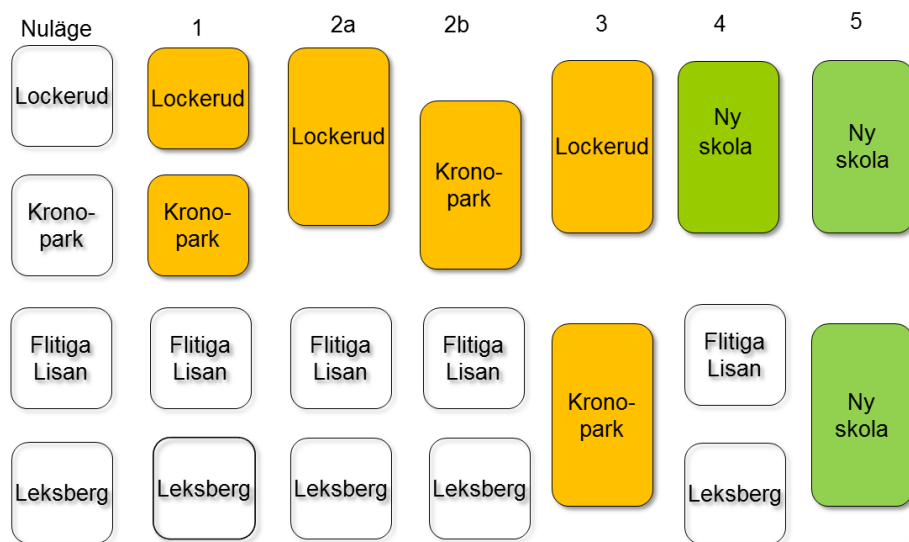 Nuläge
1
2a
2b
3
4
5
Lockerud
Lockerud
Lockerud
Krono-
park
Lockerud
Ny
skola
Ny
skola
Krono-
park
Krono-
park
Flitiga
Lisan
Flitiga
Lisan
Flitiga
Lisan
Flitiga
Lisan
Krono-
park
Flitiga
Lisan
Ny
skola
Leksberg
Leksberg
Leksberg
Leksberg
Leksberg